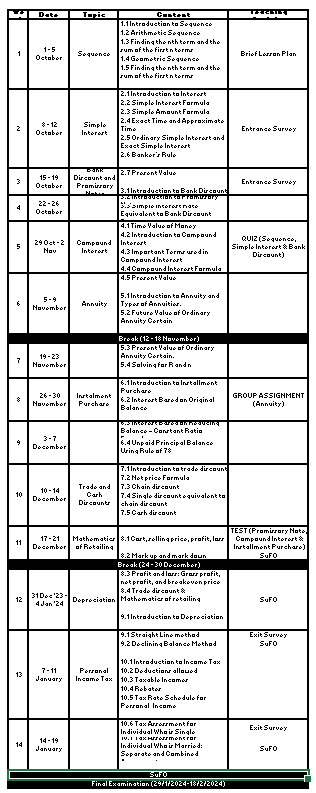 Date Topic Content
1 1-5 October Sequence
1.1 Introduction to Sequence
1.2 Arithmetic Sequence
1.3 Finding the nth term and the
sum of the first n terms
1.4 Geometric Sequence
1.5 Finding the nth term and the
sum of the first n terms
Brief Lesson Plan
2 8-12 October Simple Interest
2.1 Introduction to Interest
2.2 Simple Interest Formula
2.3 Simple Amount Formula
2.4 Exact Time and Approximate
Time
2.5 Ordinary Simple Interest and
Exact Simple Interest
2.6 Banker's Rule
Entrance Survey
3 15-19 October
Bank
Discount and
Promissory
Notes
2.7 Present Value
3.1 Introduction to Bank Discount
Entrance Survey
4 22-26 October
3.2 Introduction to Promissory
3.3 Simple Interest Rate
Equivalent to Bank Discount
5 29 Oct-2 Nov Compound Interest
4.1 Time Value of Money
4.2 Introduction to Compound
Interest
4.3 Important Terms used in
Compound Interest
4.4 Compound Interest Formula
QUIZ (Sequence,
Simple Interest & Bank
Discount)
6 5-9 November Annuity
4.5 Present Value
5.1 Introduction to Annuity and
Types of Annuities.
5.2 Future Value of Ordinary
Annuity Certain
Break (12-18 November)
7 19-23 November
5.3 Present Value of Ordinary
Annuity Certain.
5.4 Solving for R and n
8 26-30 November Instalment Purchase
6.1 Introduction to Installment
Purchase
6.2 Interest Based on Original
Balance
GROUP ASSIGNMENT
(Annuity)
9 3-7 December
6.3 Interest Based on Reducing
Balance - Constant Ratio
6.4 Unpaid Principal Balance
Using Rule of 78
10 10-14 December Trade and Cash Discounts
7.1 Introduction to trade discount
7.2 Net price Formula
7.3 Chain discount
7.4 Single discount equivalent to
chain discount
7.5 Cash discount
11 17-21 December Mathematics of Retailing
8.1 Cost, selling price, profit, loss
8.2 Mark up and mark down
TEST (Promissory Note,
Compound Interest &
Installment Purchase)
SuFO
Break (24-30 December)
12 31 Dec '23 - 4 Jan '24 Depreciation
8.3 Profit and loss: Gross profit,
net profit, and breakeven price
8.4 Trade discount &
Mathematics of retailing
9.1 Introduction to Depreciation
SuFO
13 7-11 January Personal Income Tax
9.1 Straight Line method
9.2 Declining Balance Method
10.1 Introduction to Income Tax
10.2 Deductions allowed
10.3 Taxable Incomes
10.4 Rebates
10.5 Tax Rate Schedule for
Personal Income
Exit Survey
SuFO
14 14-19 January
10.6 Tax Assessment for
Individual Who is Single
10.7 Tax Assessment for
Individual Who is Married:
Separate and Combined
Exit Survey
SuFO
SuFO
Final Examination (29/1/2024-18/2/2024)